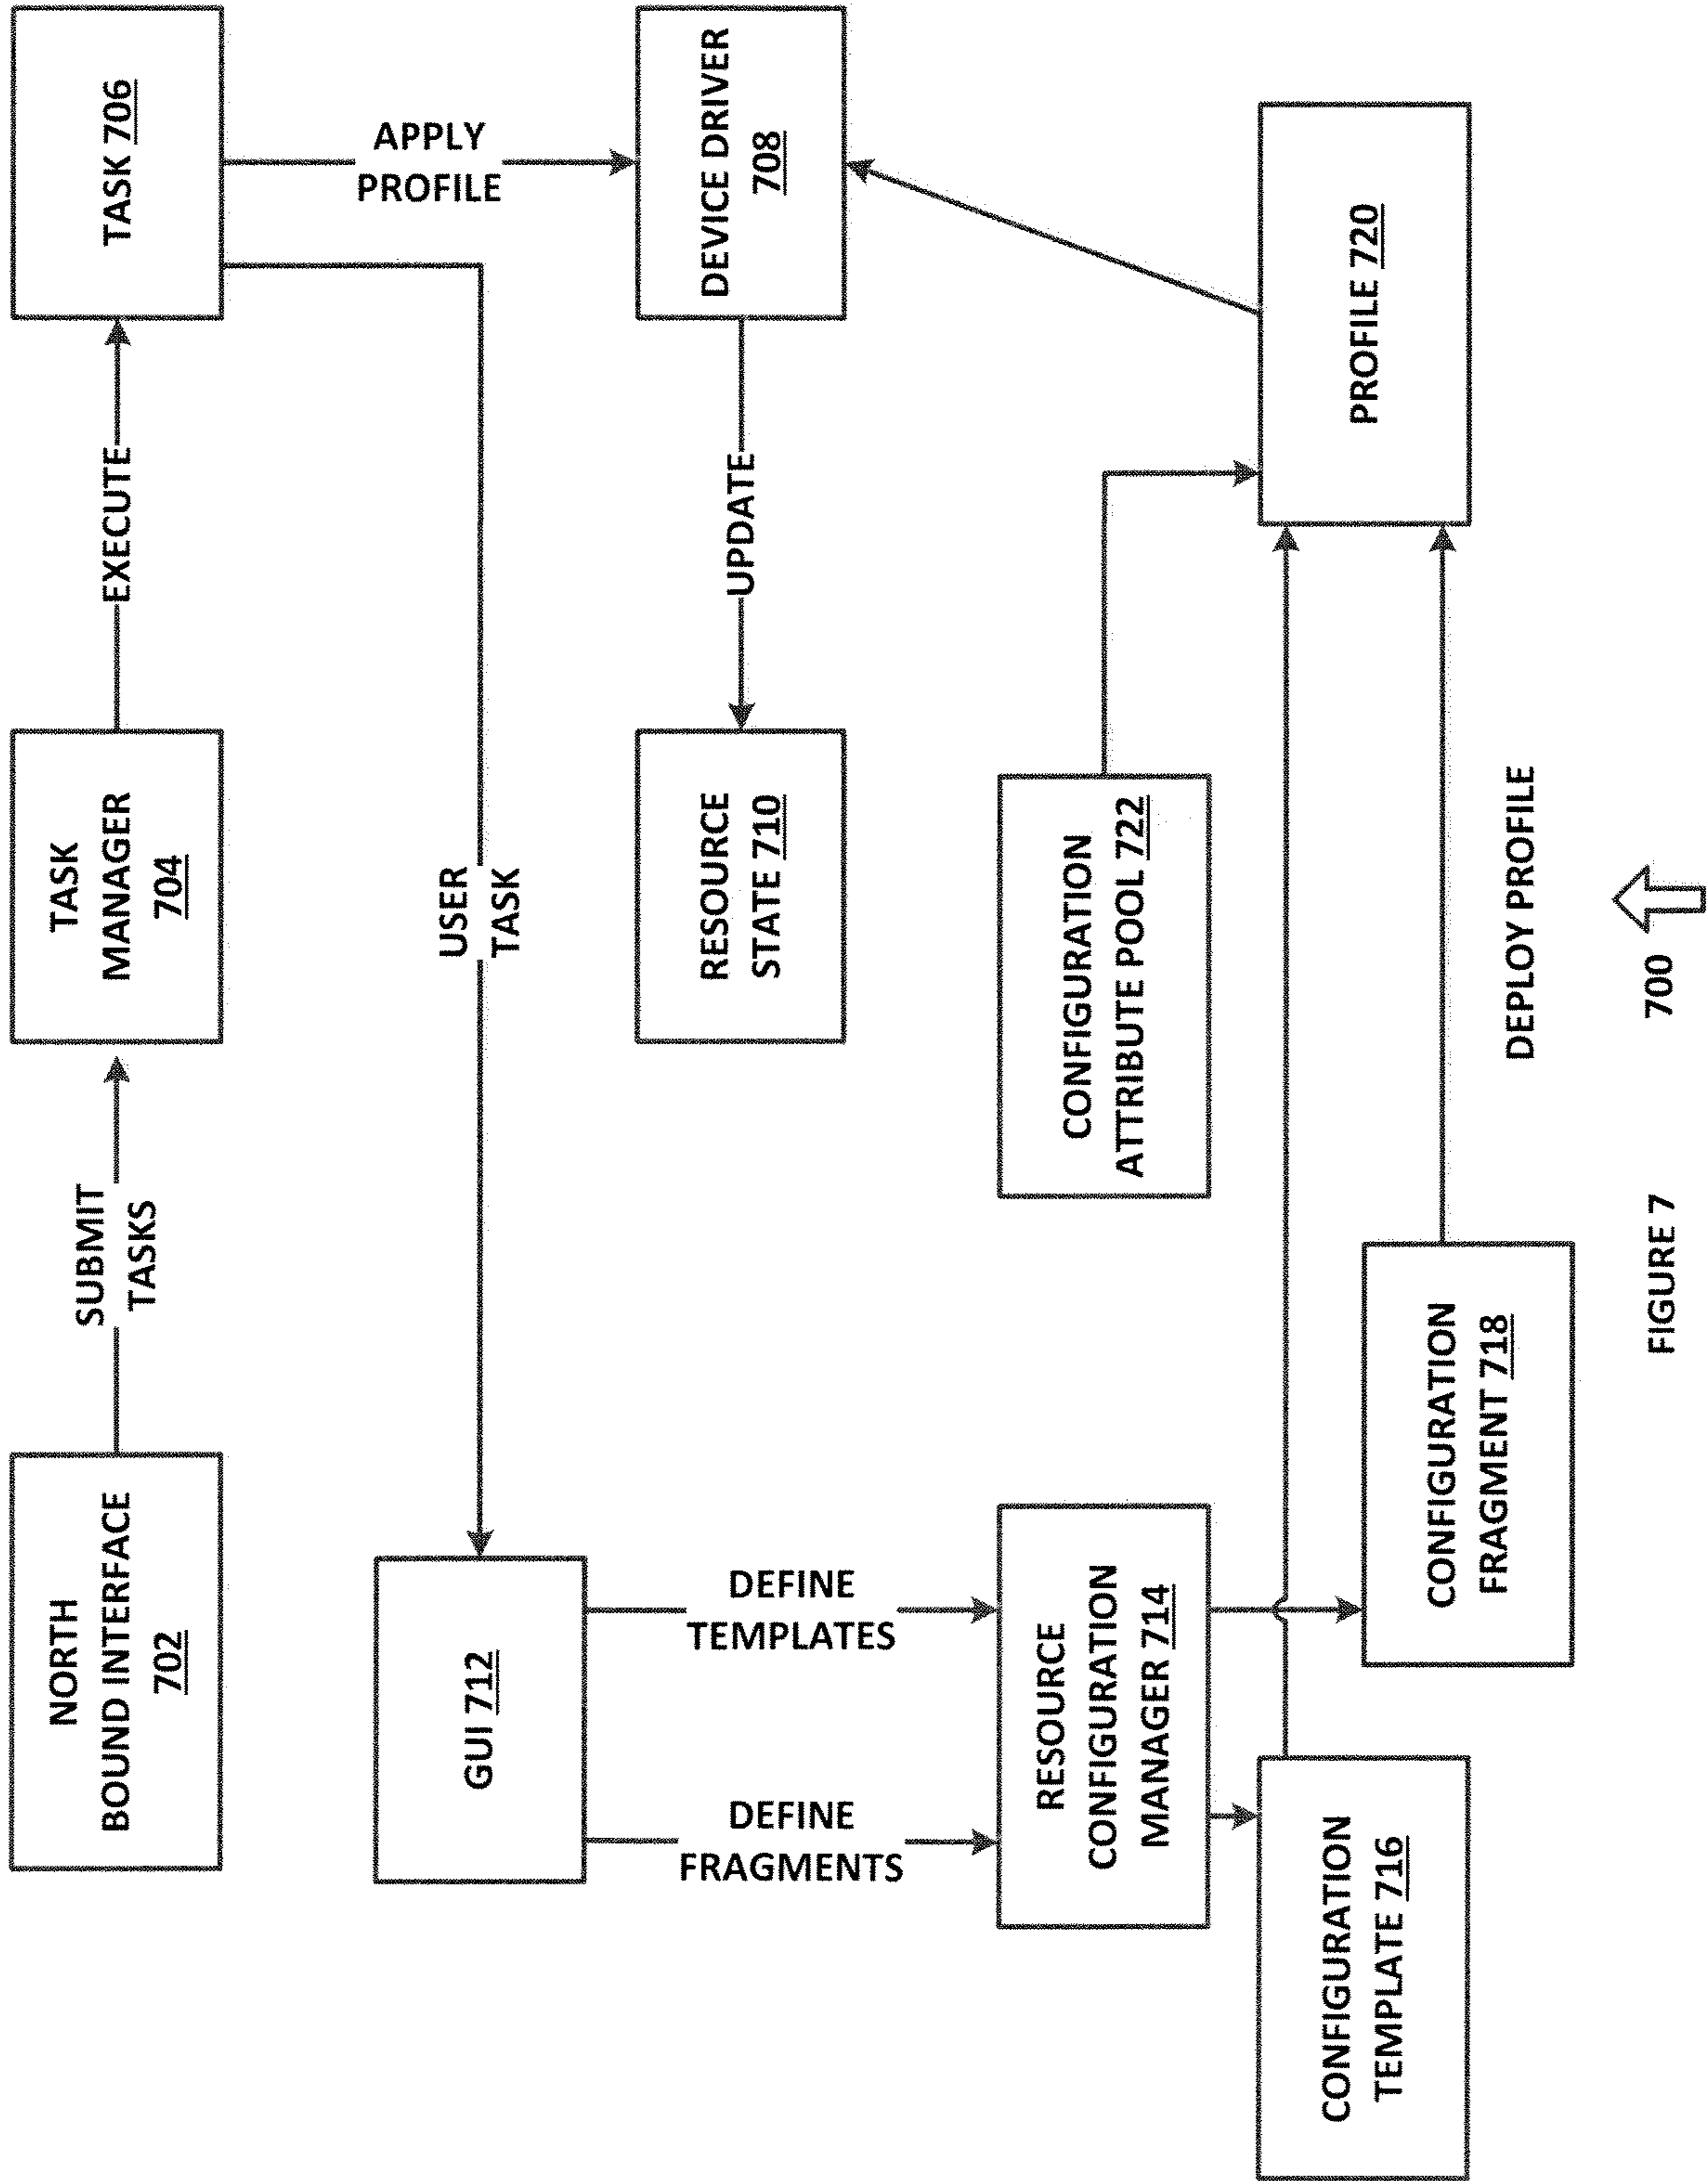 NORTH
BOUND INTERFACE
702
SUBMIT
TASKS
TASK
MANAGER
704
EXECUTE
TASK 706
USER
TASK
APPLY
PROFILE
GUI 712
RESOURCE
STATE 710
UPDATE
DEVICE DRIVER
708
DEFINE
FRAGMENTS
DEFINE
TEMPLATES
RESOURCE
CONFIGURATION
MANAGER 714
CONFIGURATION
ATTRIBUTE POOL 722
CONFIGURATION
TEMPLATE 716
CONFIGURATION
FRAGMENT 718
PROFILE 720
DEPLOY PROFILE
FIGURE 7
700